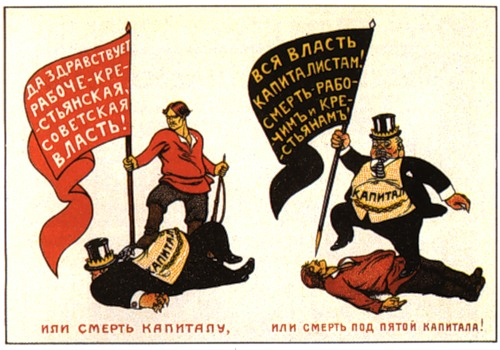 ДА ЗДРАВСТВУЕТ
РАБОЧЕ-КРЕ-
СТЬЯНСКАЯ,
СОВЕТСКАЯ
ВЛАСТЬ!
КАПИТАЛ
ИЛИ СМЕРТЬ КАПИТАЛУ,
ВСЯ ВЛАСТЬ
КАПИТАЛИСТАМ!
СМЕРТЬ РАБО-
ЧИМЪ И КРЕ-
-СТЬЯНАМЪ!
КАПИТАЛ
ИЛИ СМЕРТЬ ПОД ПЯТОЙ КАПИТАЛА!